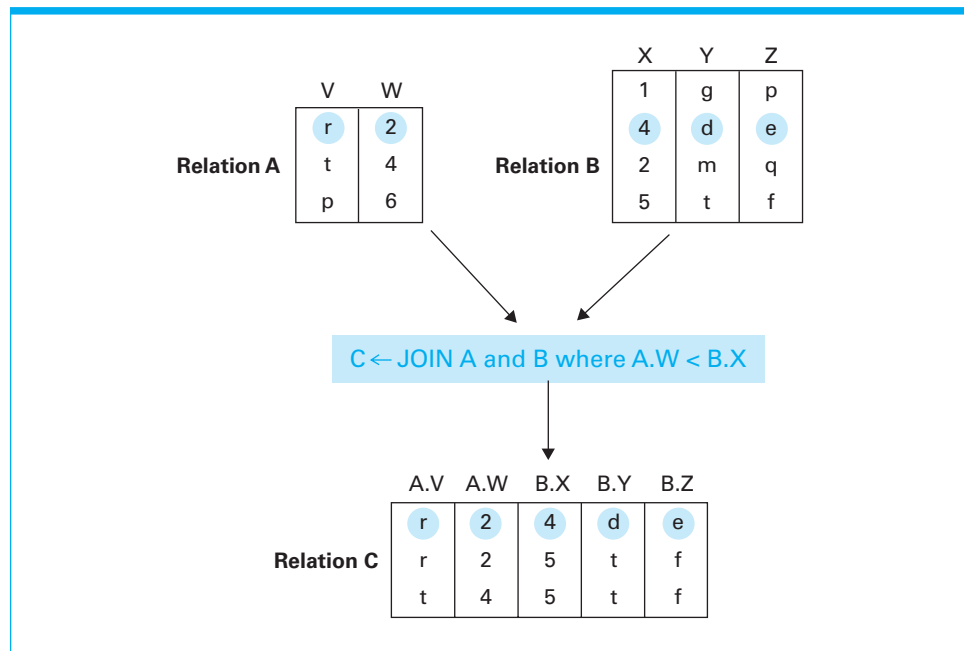 V W
Relation A
r 2
t 4
p 6
X Y Z
Relation B
1 g p
4 d e
2 m q
5 t f
C ← JOIN A and B where A.W < B.X
A.V A.W B.X B.Y B.Z
Relation C
r 2 4 d e
r 2 5 t f
t 4 5 t f